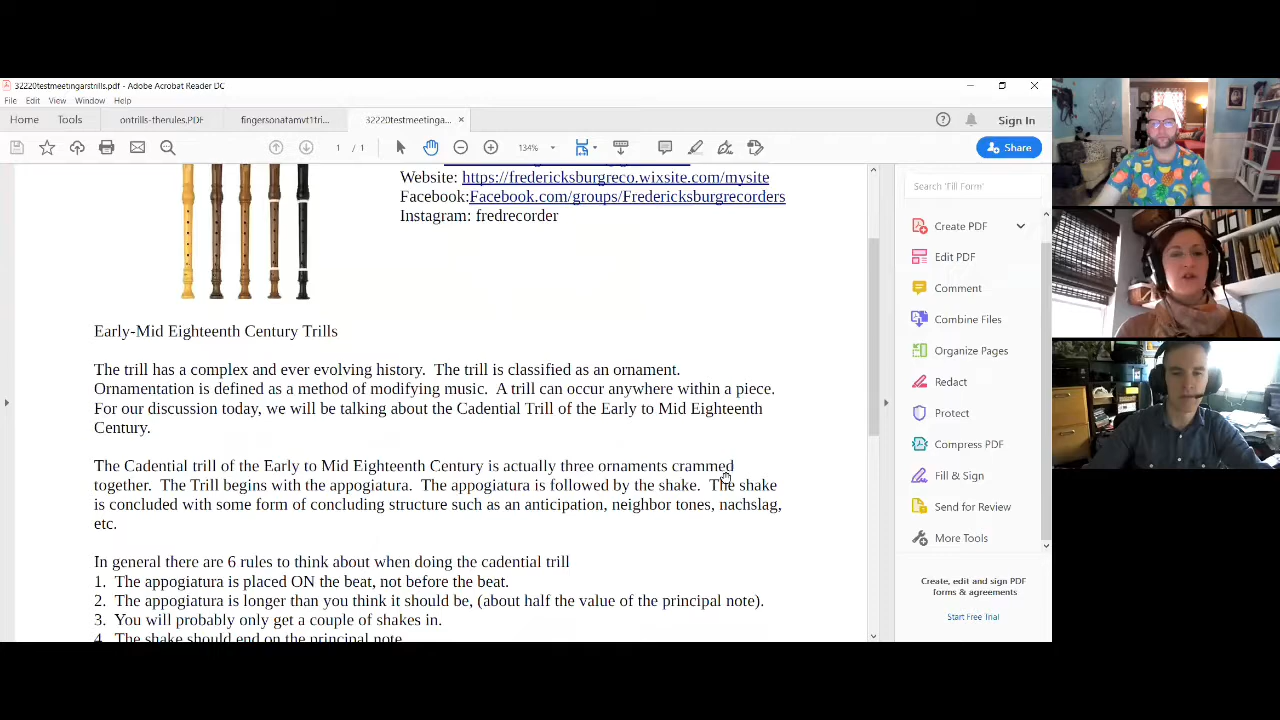 32220testmeetingarstrills.pdf - Adobe Acrobat Reader DC
File Edit View Window Help
Home Tools ontrills-therules.PDF fingersonatamvt1tri... 32220testmeetinga... × Sign In
1 / 1 134% Share
Website: https://fredericksburgreco.wixsite.com/mysite
Facebook:Facebook.com/groups/Fredericksburgrecorders
Instagram: fredrecorder
Early-Mid Eighteenth Century Trills
The trill has a complex and ever evolving history. The trill is classified as an ornament.
Ornamentation is defined as a method of modifying music. A trill can occur anywhere within a piece.
For our discussion today, we will be talking about the Cadential Trill of the Early to Mid Eighteenth
Century.
The Cadential trill of the Early to Mid Eighteenth Century is actually three ornaments crammed
together. The Trill begins with the appogiatura. The appogiatura is followed by the shake. The shake
is concluded with some form of concluding structure such as an anticipation, neighbor tones, nachslag,
etc.
In general there are 6 rules to think about when doing the cadential trill
1. The appogiatura is placed ON the beat, not before the beat.
2. The appogiatura is longer than you think it should be, (about half the value of the principal note).
3. You will probably only get a couple of shakes in.
4. The shake should end on the principal note
Search 'Fill Form'
Create PDF
Edit PDF
Comment
Combine Files
Organize Pages
Redact
Protect
Compress PDF
Fill & Sign
Send for Review
More Tools
Create, edit and sign PDF
forms & agreements
Start Free Trial